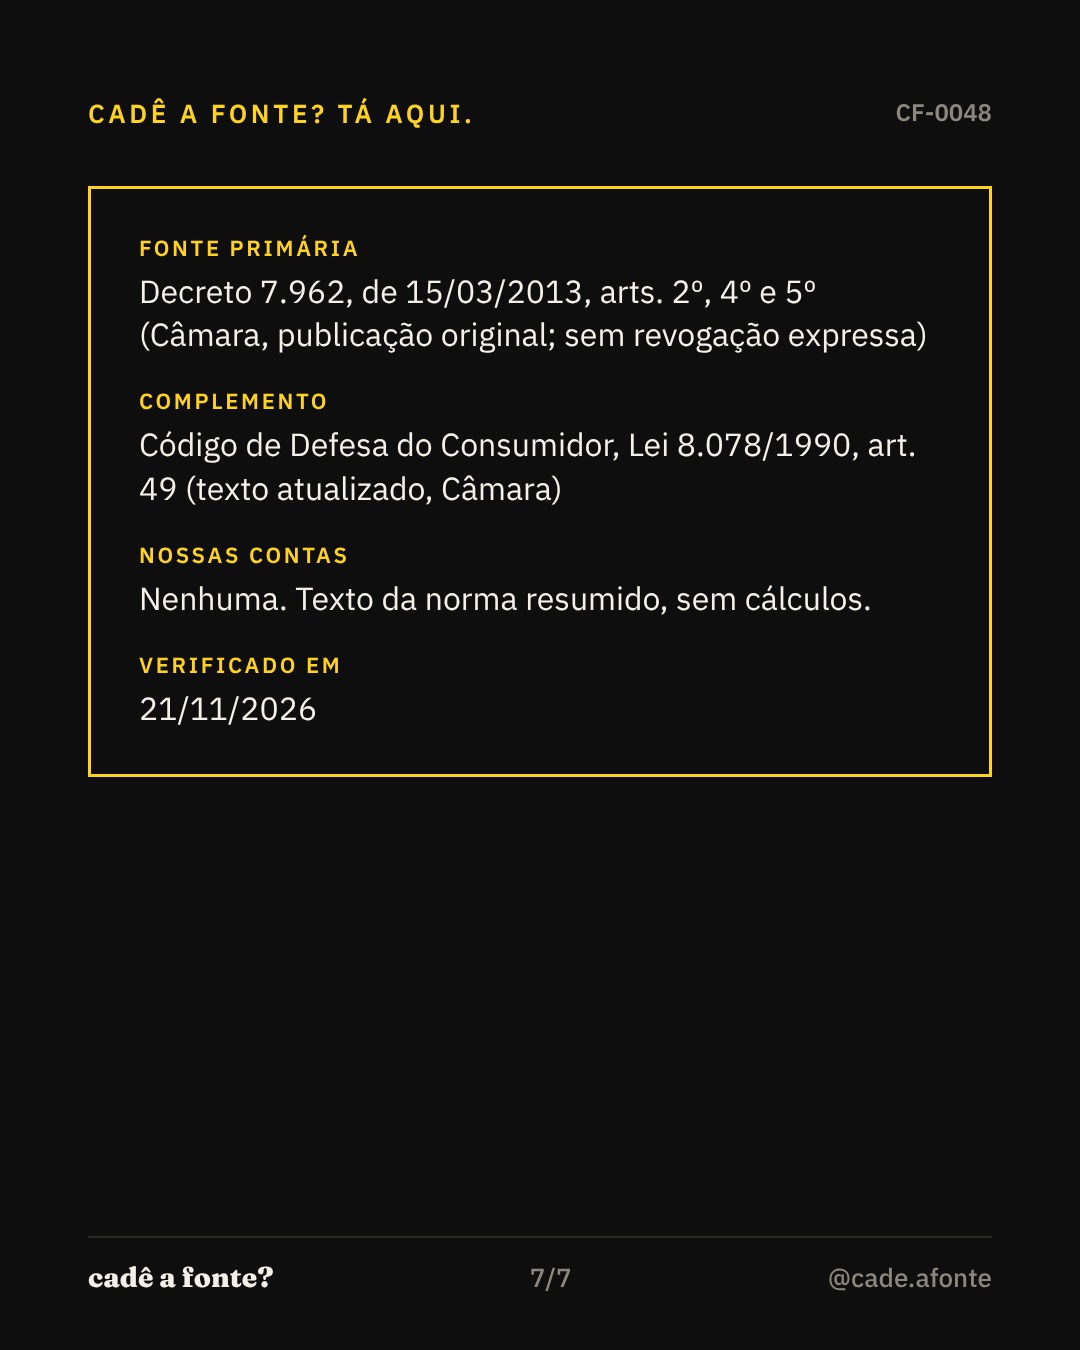 CADÊ A FONTE? TÁ AQUI.
CF-0048
FONTE PRIMÁRIA
Decreto 7.962, de 15/03/2013, arts. 2º, 4º e 5º
(Câmara, publicação original; sem revogação expressa)
COMPLEMENTO
Código de Defesa do Consumidor, Lei 8.078/1990, art.
49 (texto atualizado, Câmara)
NOSSAS CONTAS
Nenhuma. Texto da norma resumido, sem cálculos.
VERIFICADO EM
21/11/2026
cadê a fonte?
7/7
@cade.afonte